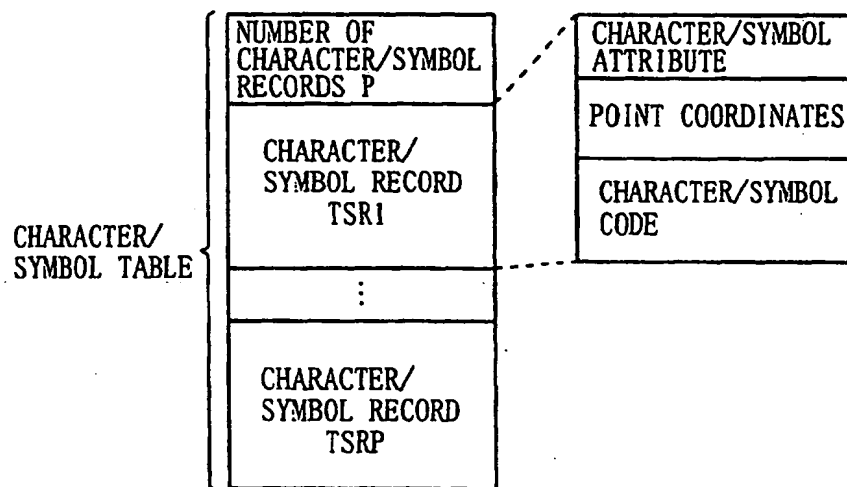 NUMBER OF
CHARACTER/SYMBOL
RECORDS P
CHARACTER/
SYMBOL RECORD
TSR1
⋮
CHARACTER/
SYMBOL RECORD
TSRP
CHARACTER/
SYMBOL TABLE
CHARACTER/SYMBOL
ATTRIBUTE
POINT COORDINATES
CHARACTER/SYMBOL
CODE